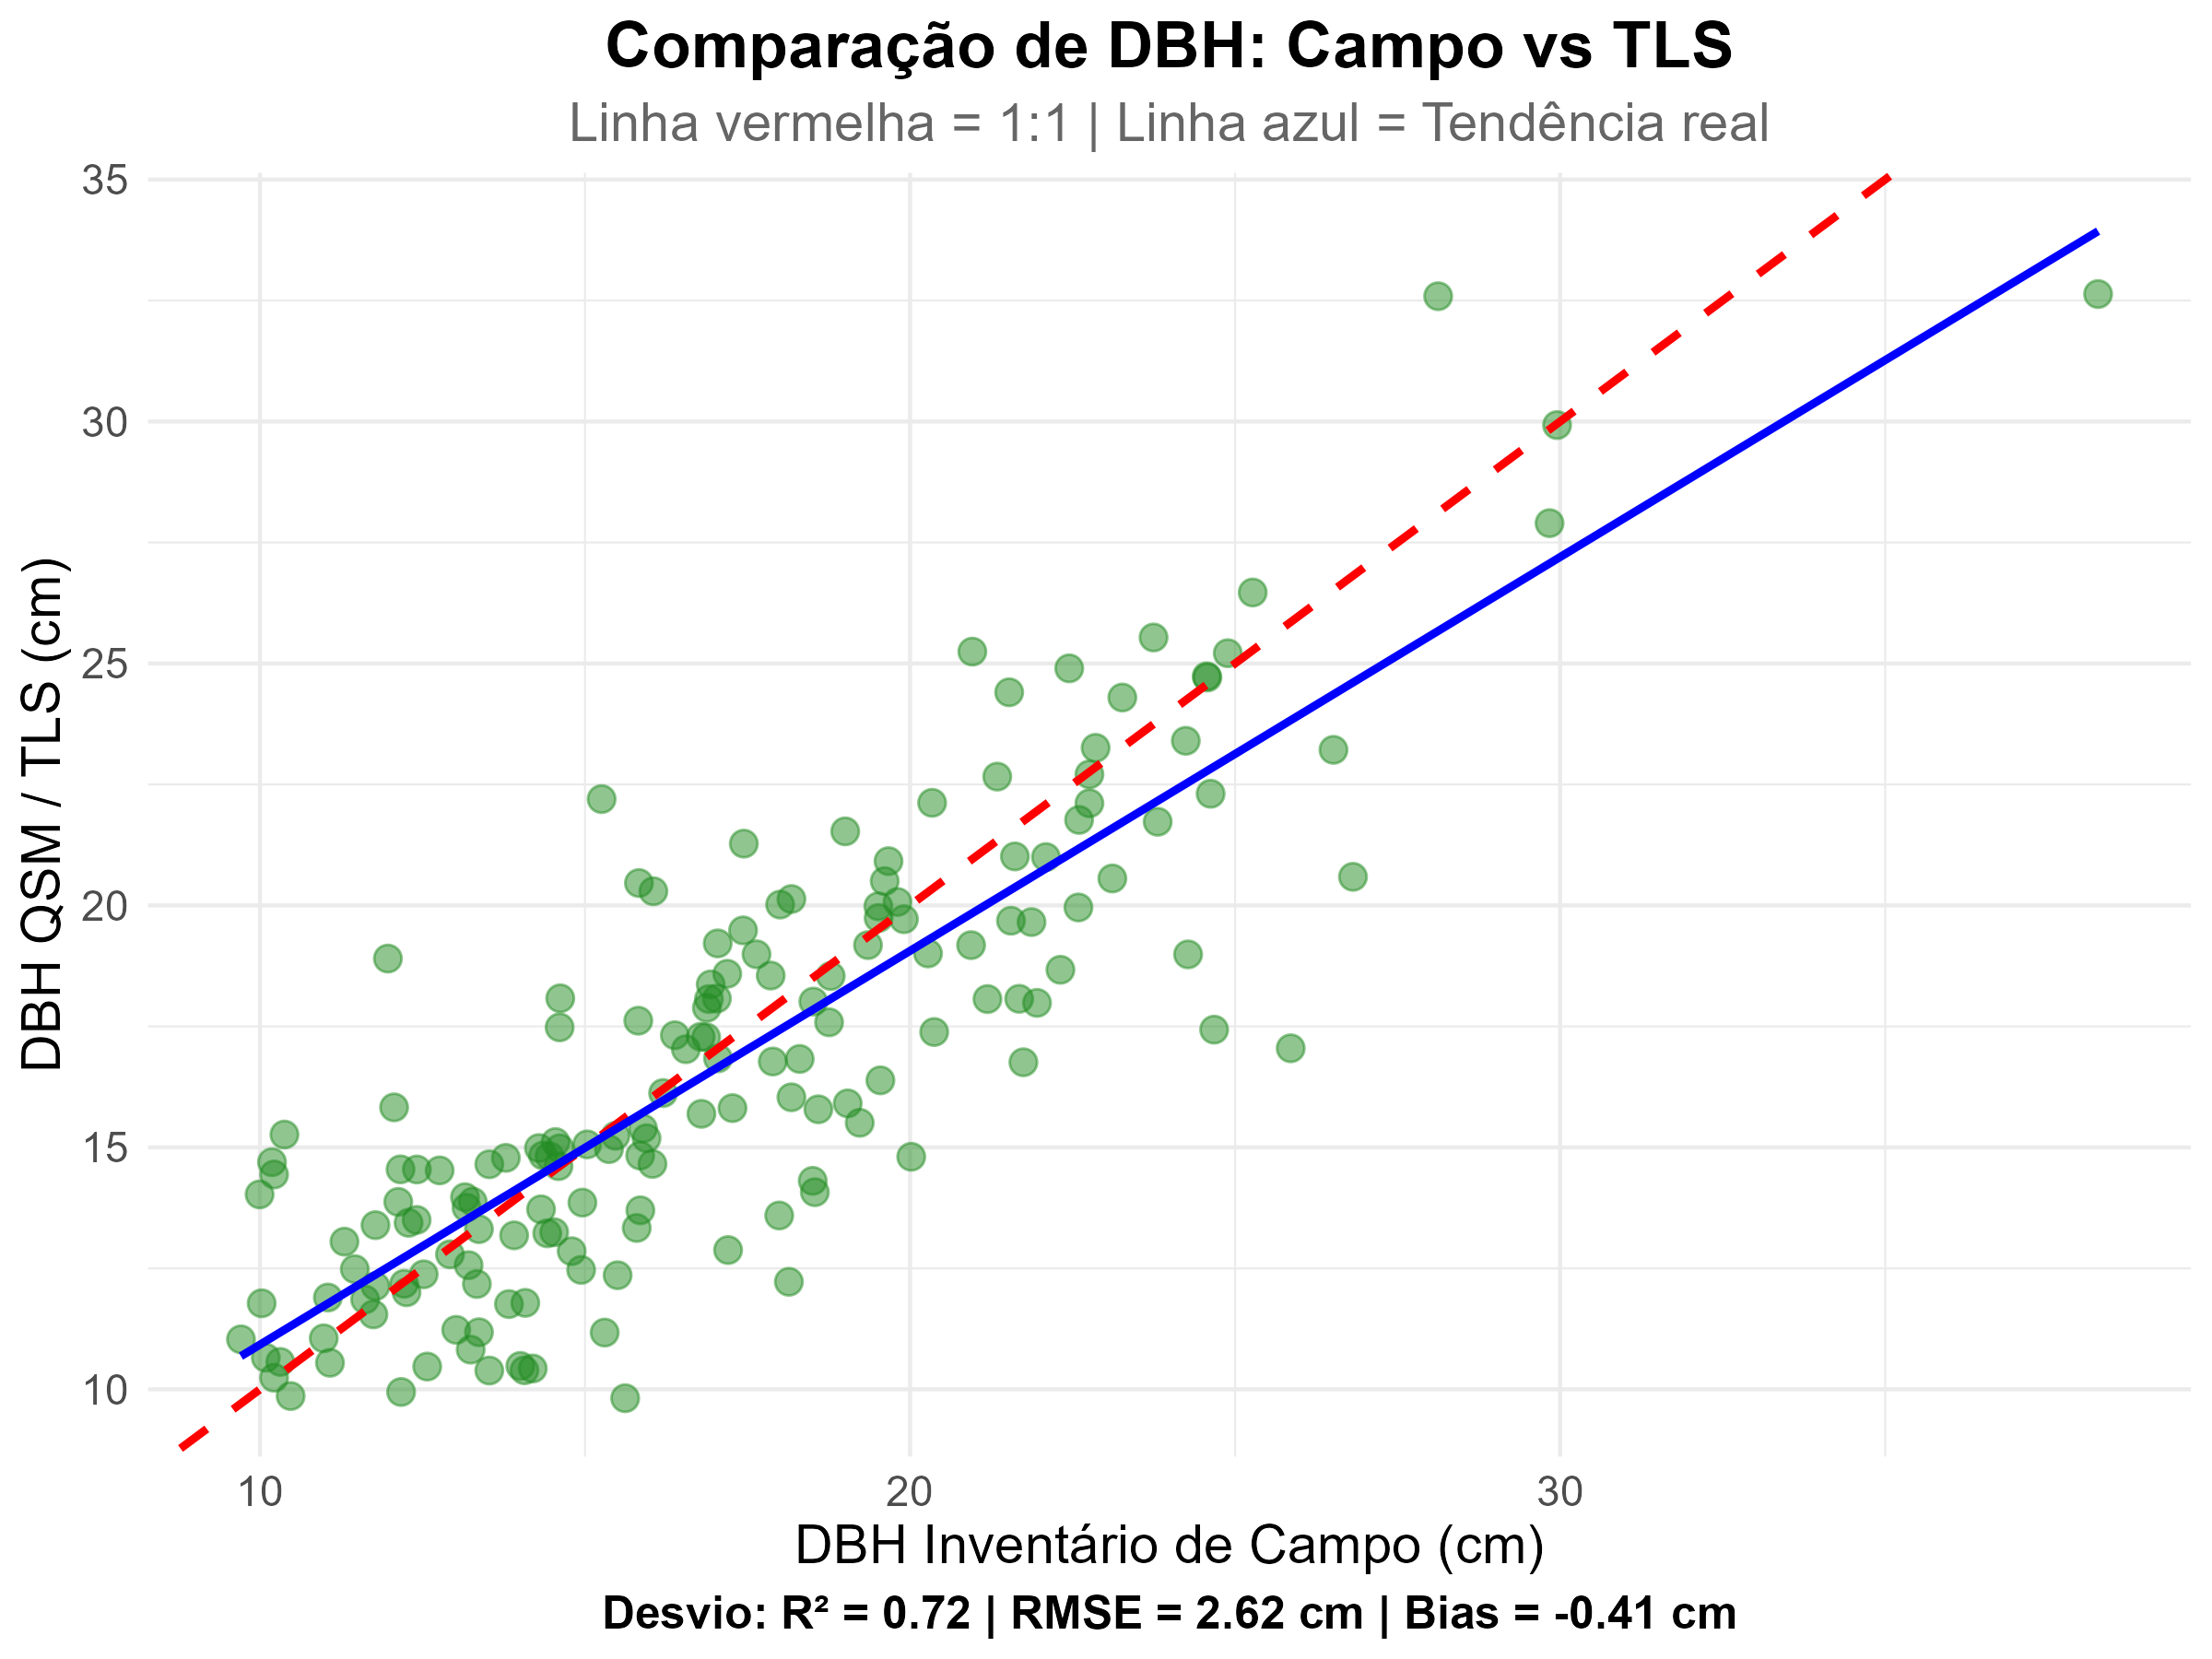 Comparação de DBH: Campo vs TLS
Linha vermelha = 1:1 | Linha azul = Tendência real
35
30
25
20
15
10
DBH QSM / TLS (cm)
10
20
30
DBH Inventário de Campo (cm)
Desvio: R² = 0.72 | RMSE = 2.62 cm | Bias = -0.41 cm